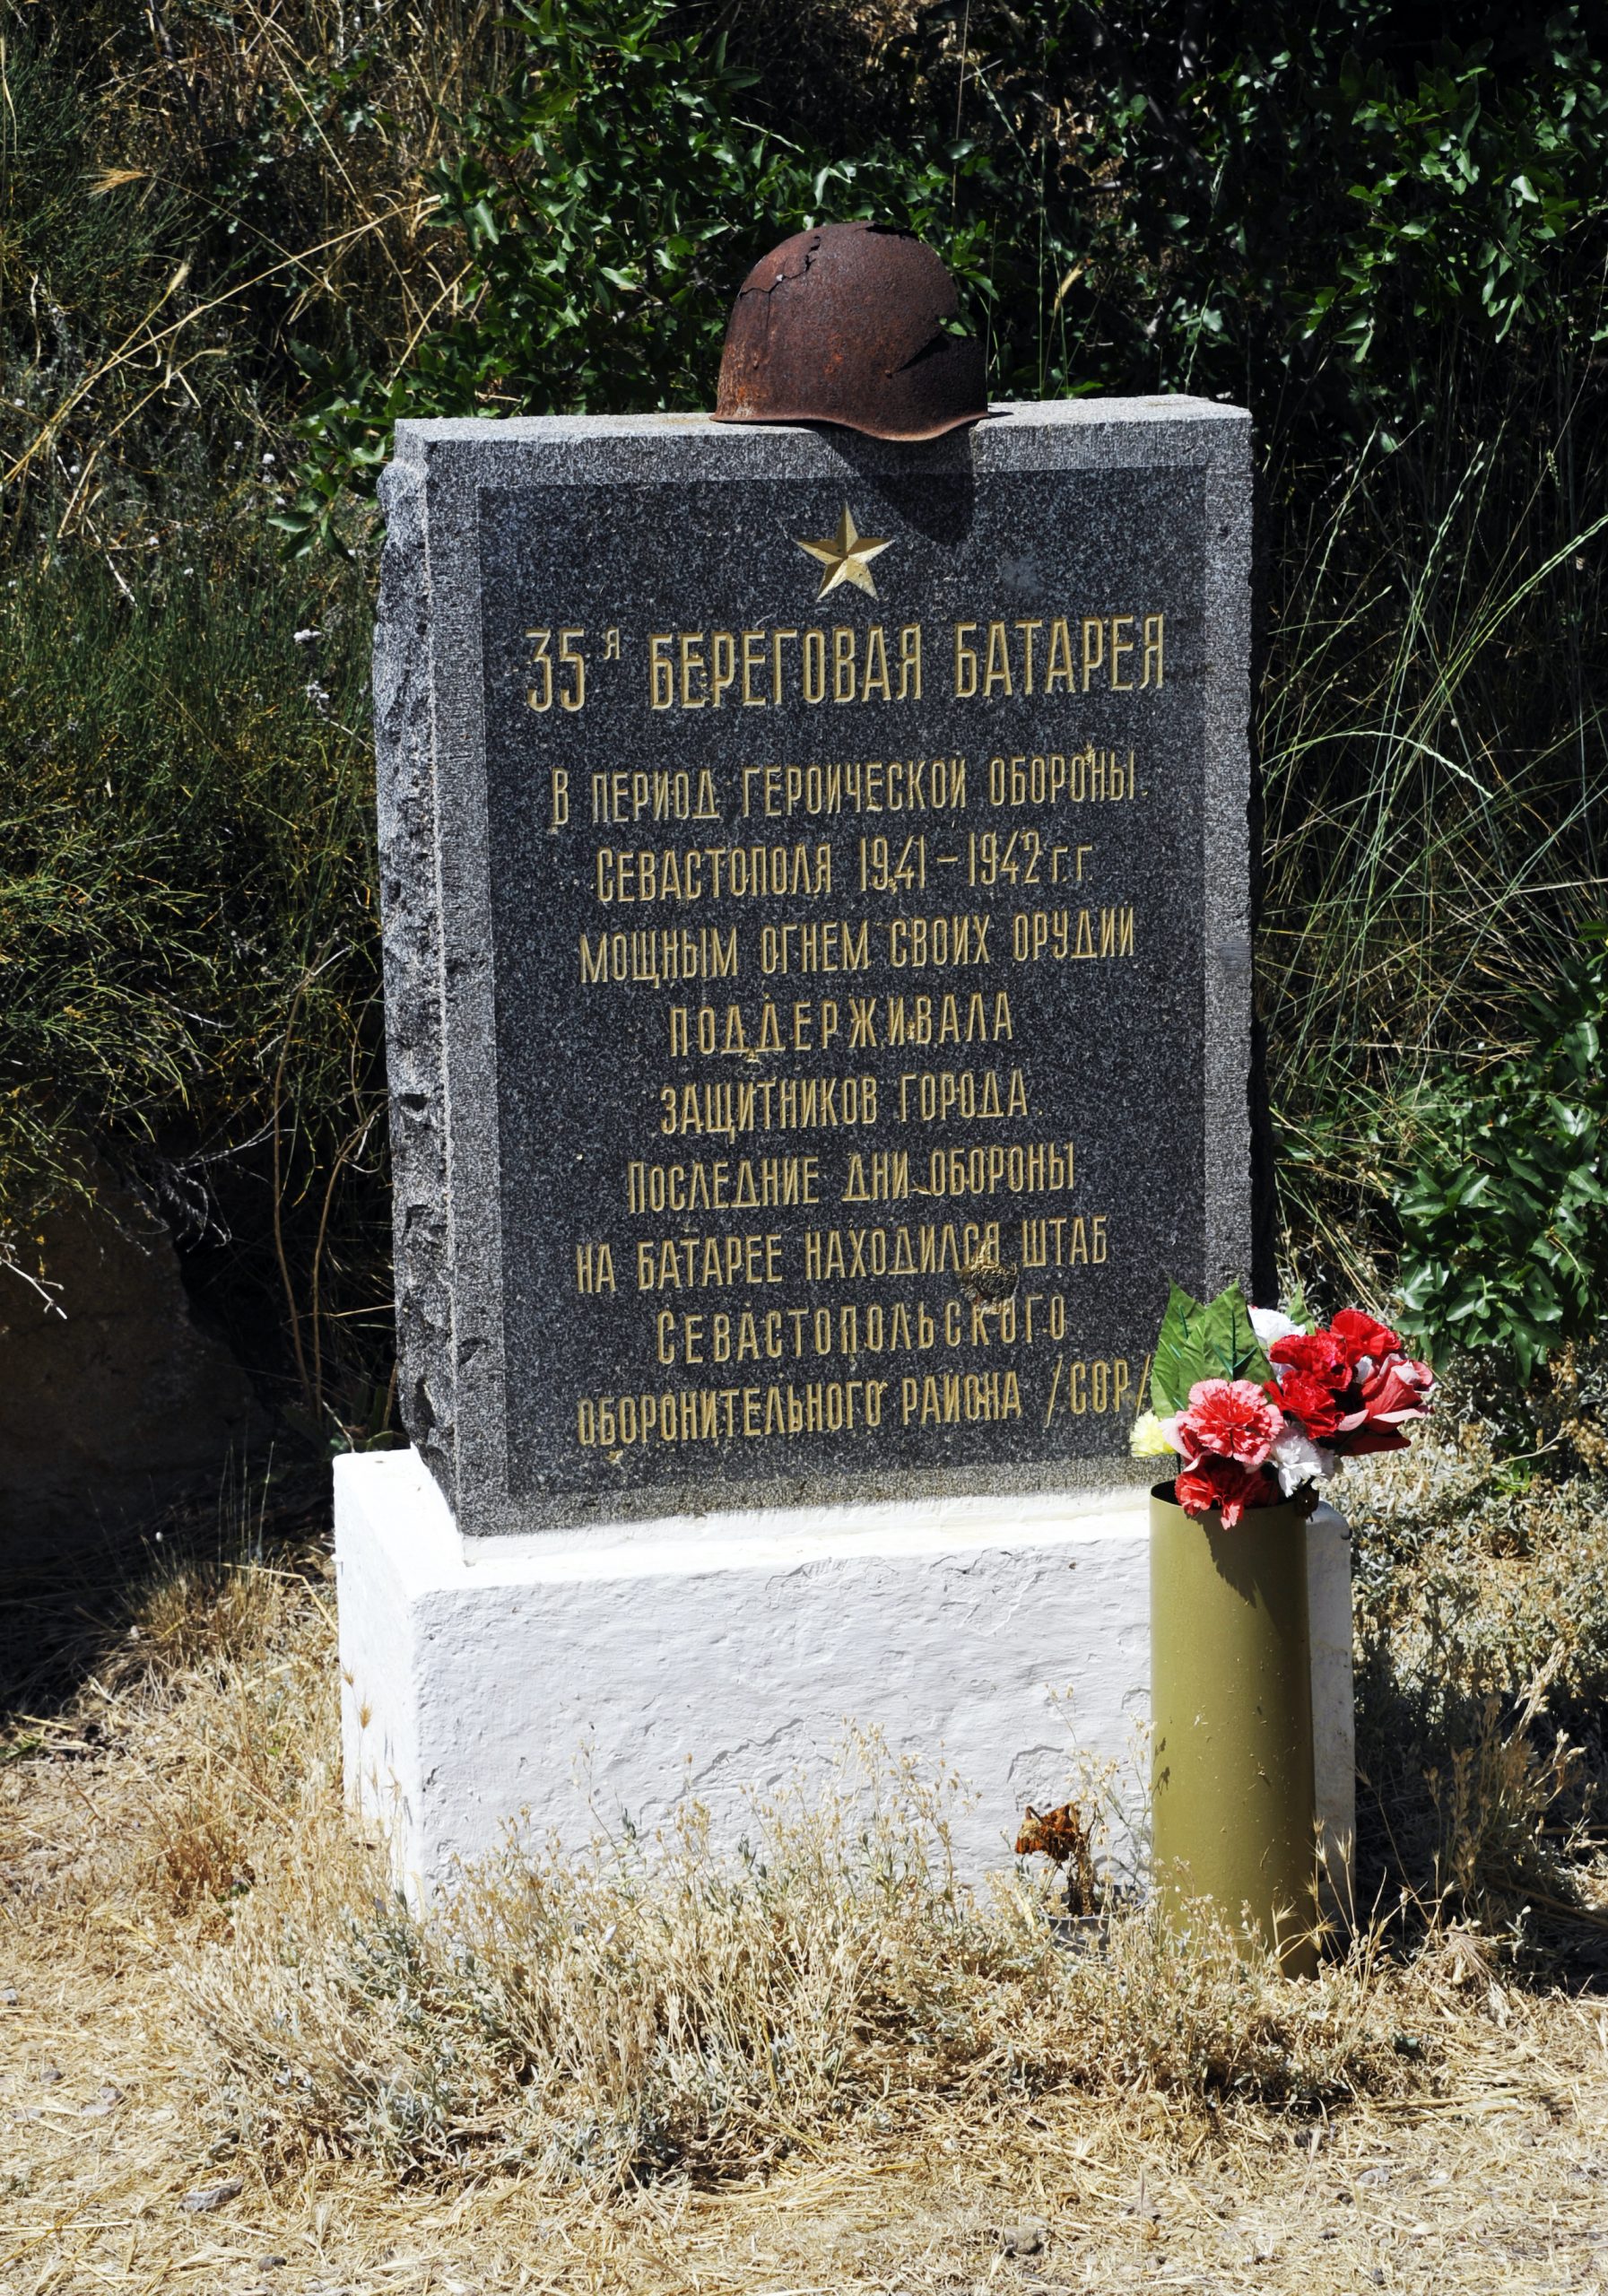 35я БЕРЕГОВАЯ БАТАРЕЯ
В ПЕРИОД ГЕРОИЧЕСКОЙ ОБОРОНЫ
СЕВАСТОПОЛЯ 1941–1942 г.г.
МОЩНЫМ ОГНЕМ СВОИХ ОРУДИЙ
ПОДДЕРЖИВАЛА
ЗАЩИТНИКОВ ГОРОДА.
ПОСЛЕДНИЕ ДНИ ОБОРОНЫ
НА БАТАРЕЕ НАХОДИЛСЯ ШТАБ
СЕВАСТОПОЛЬСКОГО
ОБОРОНИТЕЛЬНОГО РАЙОНА /СОР/